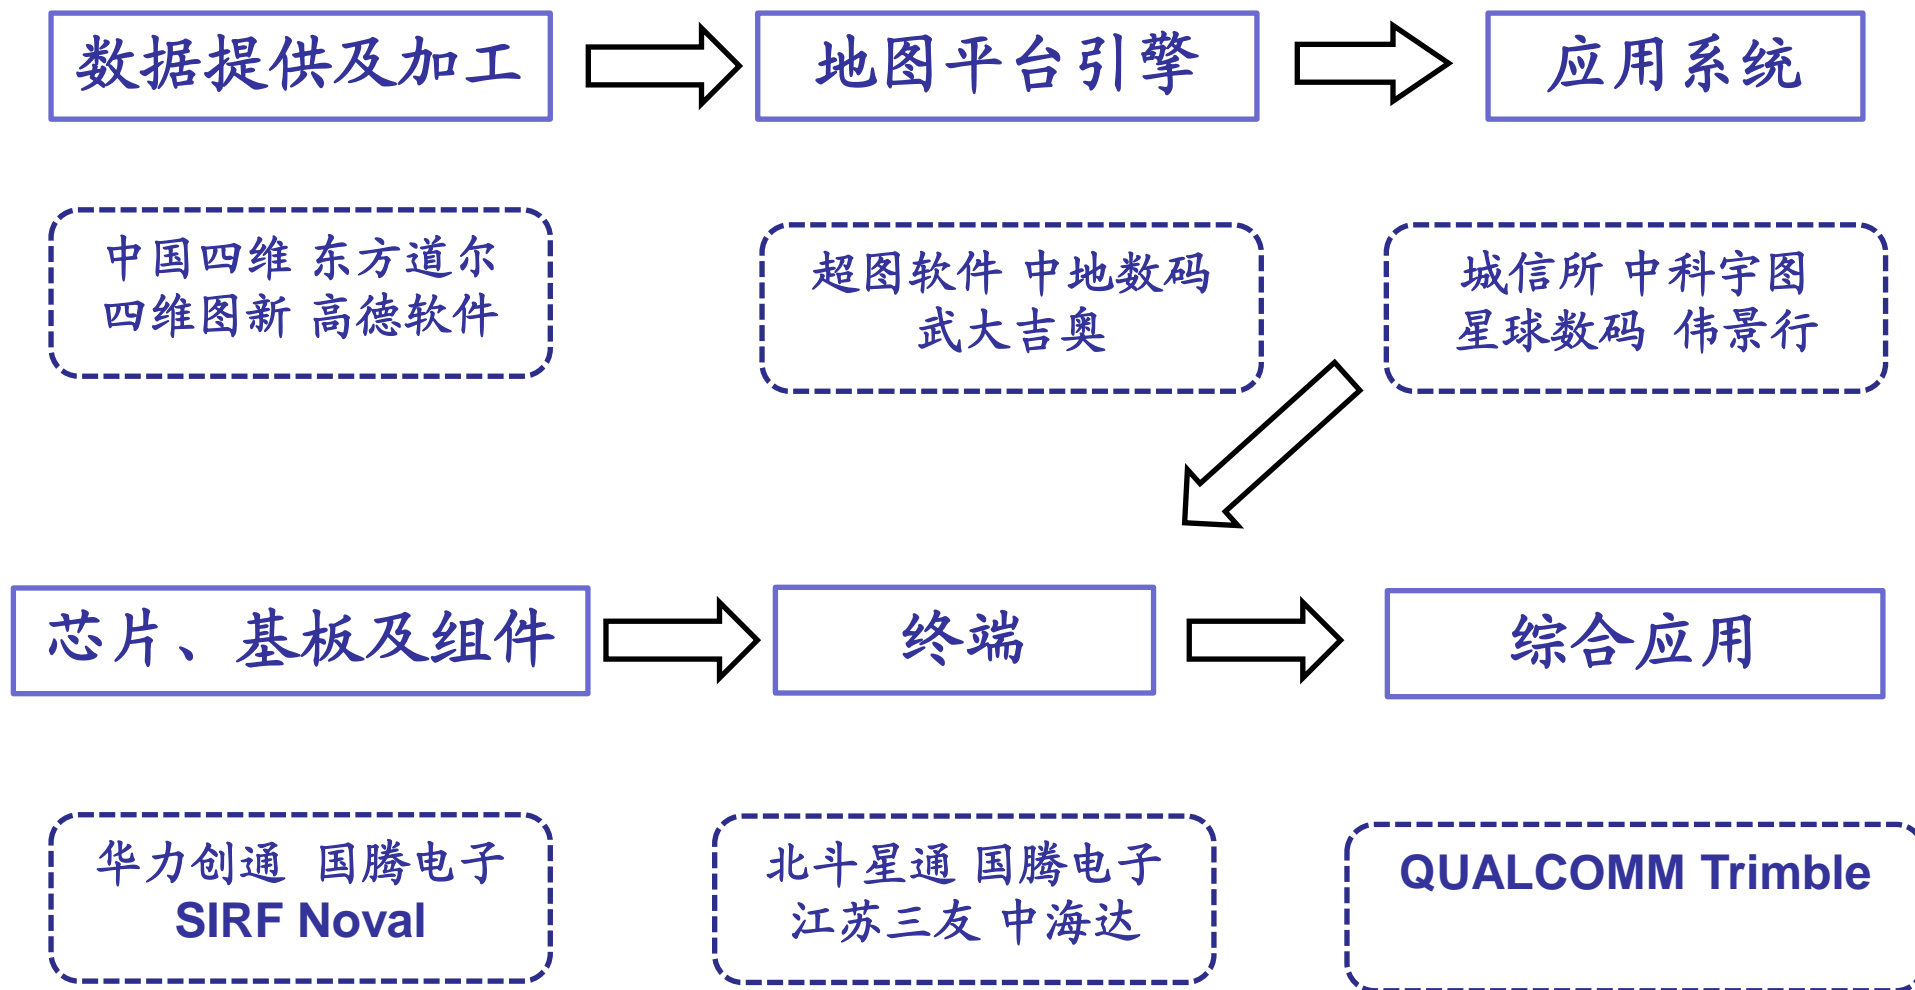 数据提供及加工
地图平台引擎
应用系统
中国四维 东方道尔
四维图新 高德软件
超图软件 中地数码
武大吉奥
城信所 中科宇图
星球数码 伟景行
芯片、基板及组件
终端
综合应用
华力创通 国腾电子
SIRF Noval
北斗星通 国腾电子
江苏三友 中海达
QUALCOMM Trimble